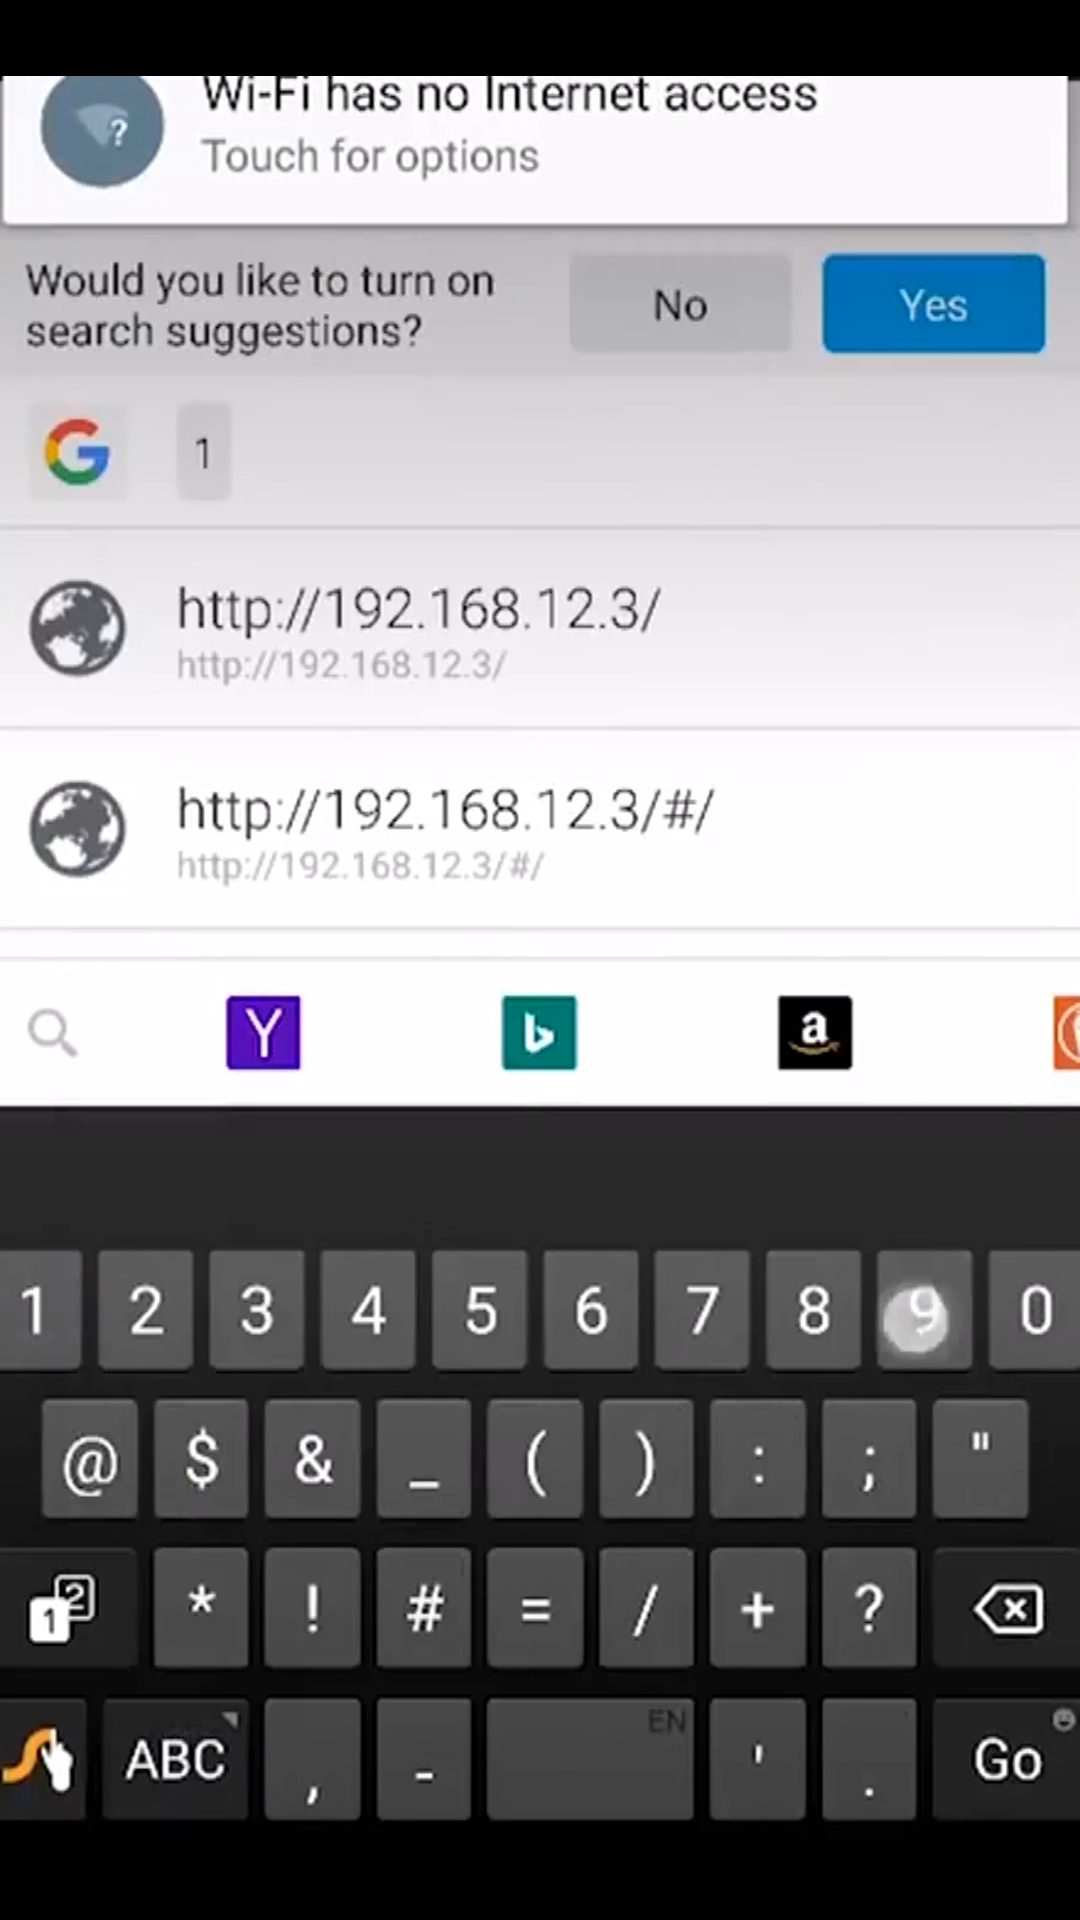 Wi-Fi has no Internet access
Touch for options
Would you like to turn on
search suggestions?
No
Yes
G 1
http://192.168.12.3/
http://192.168.12.3/
http://192.168.12.3/#/
http://192.168.12.3/#/
Y b a
1 2 3 4 5 6 7 8 9 0
@ $ & _ ( ) : ; "
1 2 * ! # = / + ?
ABC , - EN ' . Go